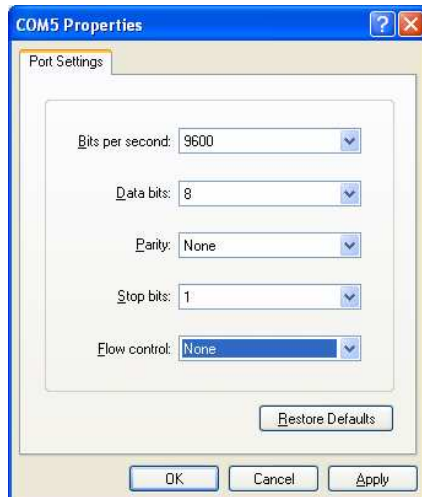 COM5 Properties
Port Settings
Bits per second: 9600
Data bits: 8
Parity: None
Stop bits: 1
Flow control: None
Restore Defaults
OK Cancel Apply